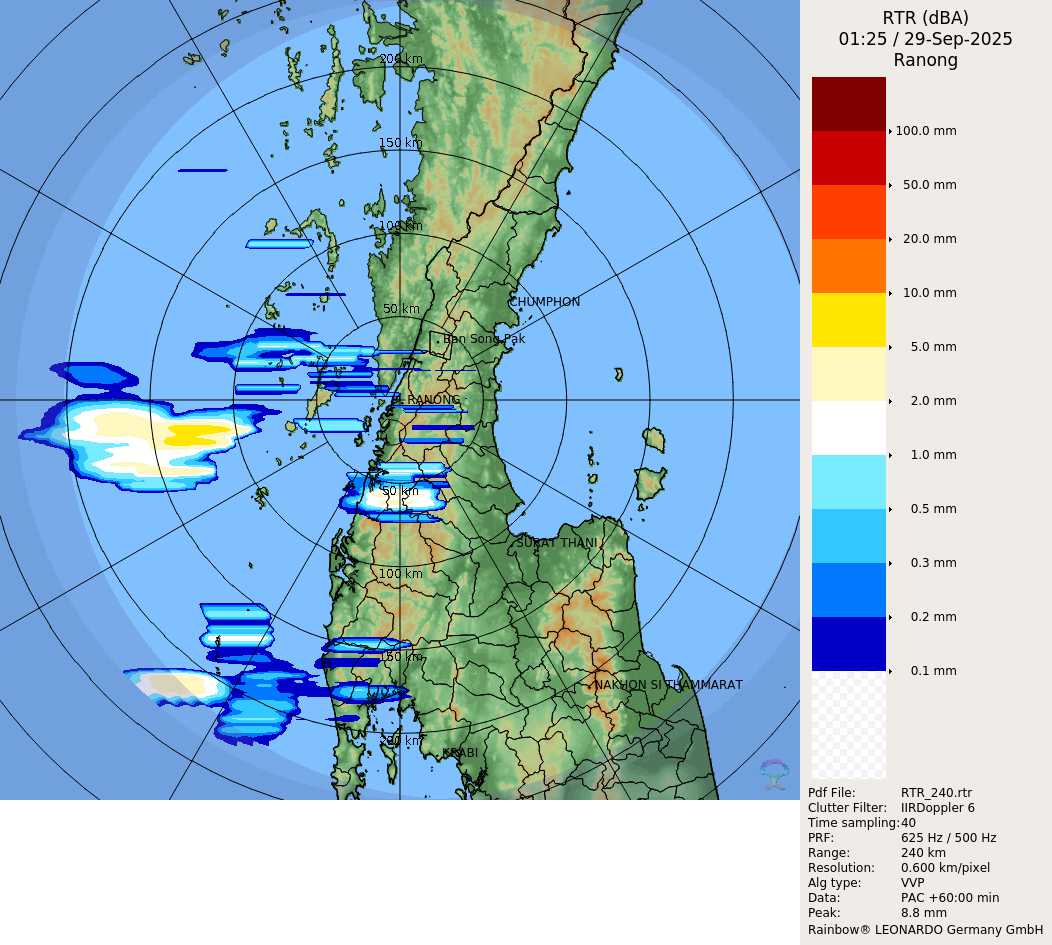 RTR (dBA)
01:25 / 29-Sep-2025
Ranong
200 km
150 km
100 km
50 km
CHUMPHON
Ban Song Pak
RANONG
50 km
SURAT THANI
100 km
150 km
NAKHON SI THAMMARAT
200 km
KRABI
100.0 mm
50.0 mm
20.0 mm
10.0 mm
5.0 mm
2.0 mm
1.0 mm
0.5 mm
0.3 mm
0.2 mm
0.1 mm
Pdf File: RTR_240.rtr
Clutter Filter: IIRDoppler 6
Time sampling: 40
PRF: 625 Hz / 500 Hz
Range: 240 km
Resolution: 0.600 km/pixel
Alg type: VVP
Data: PAC +60:00 min
Peak: 8.8 mm
Rainbow® LEONARDO Germany GmbH